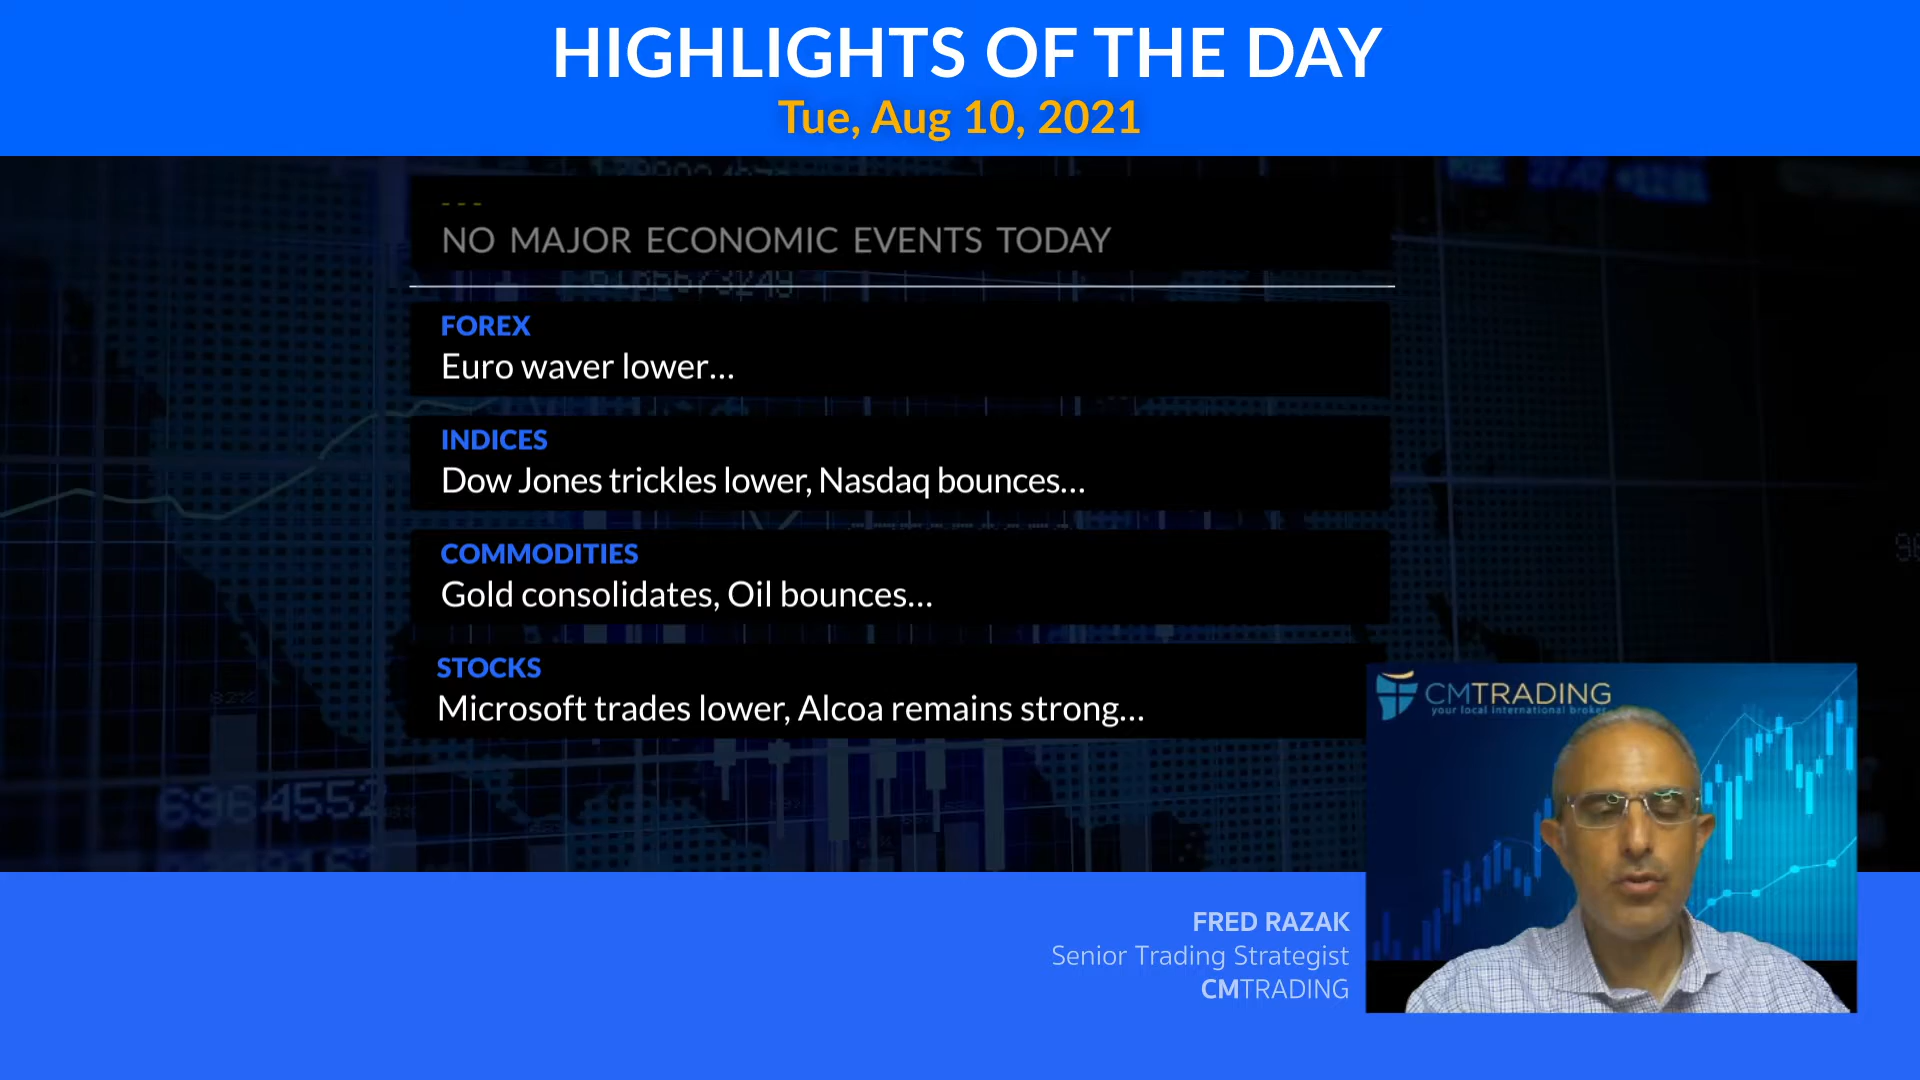 HIGHLIGHTS OF THE DAY
Tue, Aug 10, 2021
---
NO MAJOR ECONOMIC EVENTS TODAY
FOREX
Euro waver lower...
INDICES
Dow Jones trickles lower, Nasdaq bounces...
COMMODITIES
Gold consolidates, Oil bounces...
STOCKS
Microsoft trades lower, Alcoa remains strong...
CMTRADING
your local international broker
6964552
FRED RAZAK
Senior Trading Strategist
CMTRADING